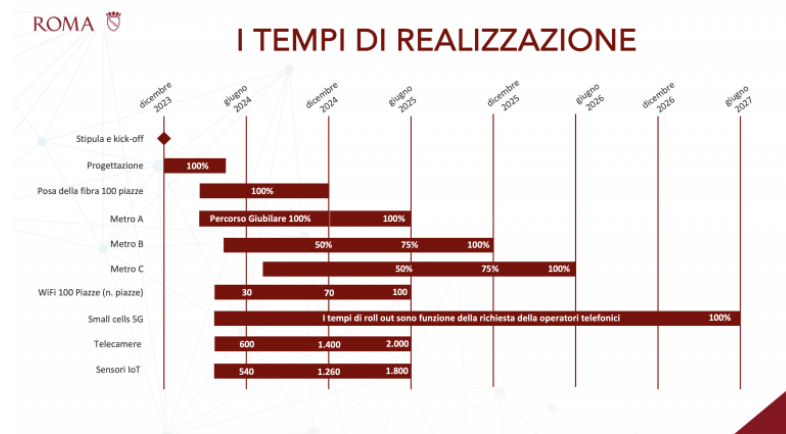 ROMA
I TEMPI DI REALIZZAZIONE
dicembre
2023
giugno
2024
dicembre
2024
giugno
2025
dicembre
2025
giugno
2026
dicembre
2026
giugno
2027
Stipula e kick-off
Progettazione 100%
Posa della fibra 100 piazze 100%
Metro A Percorso Giubilare 100% 100%
Metro B 50% 75% 100%
Metro C 50% 75% 100%
WiFi 100 Piazze (n. piazze) 30 70 100
Small cells 5G I tempi di roll out sono funzione della richiesta della operatori telefonici 100%
Telecamere 600 1.400 2.000
Sensori IoT 540 1.260 1.800